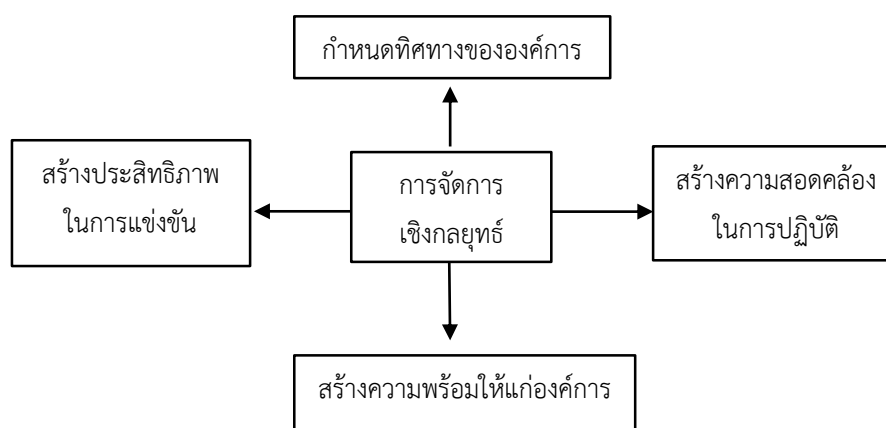 กำหนดทิศทางขององค์การ
สร้างประสิทธิภาพ
ในการแข่งขัน
การจัดการ
เชิงกลยุทธ์
สร้างความสอดคล้อง
ในการปฏิบัติ
สร้างความพร้อมให้แก่องค์การ